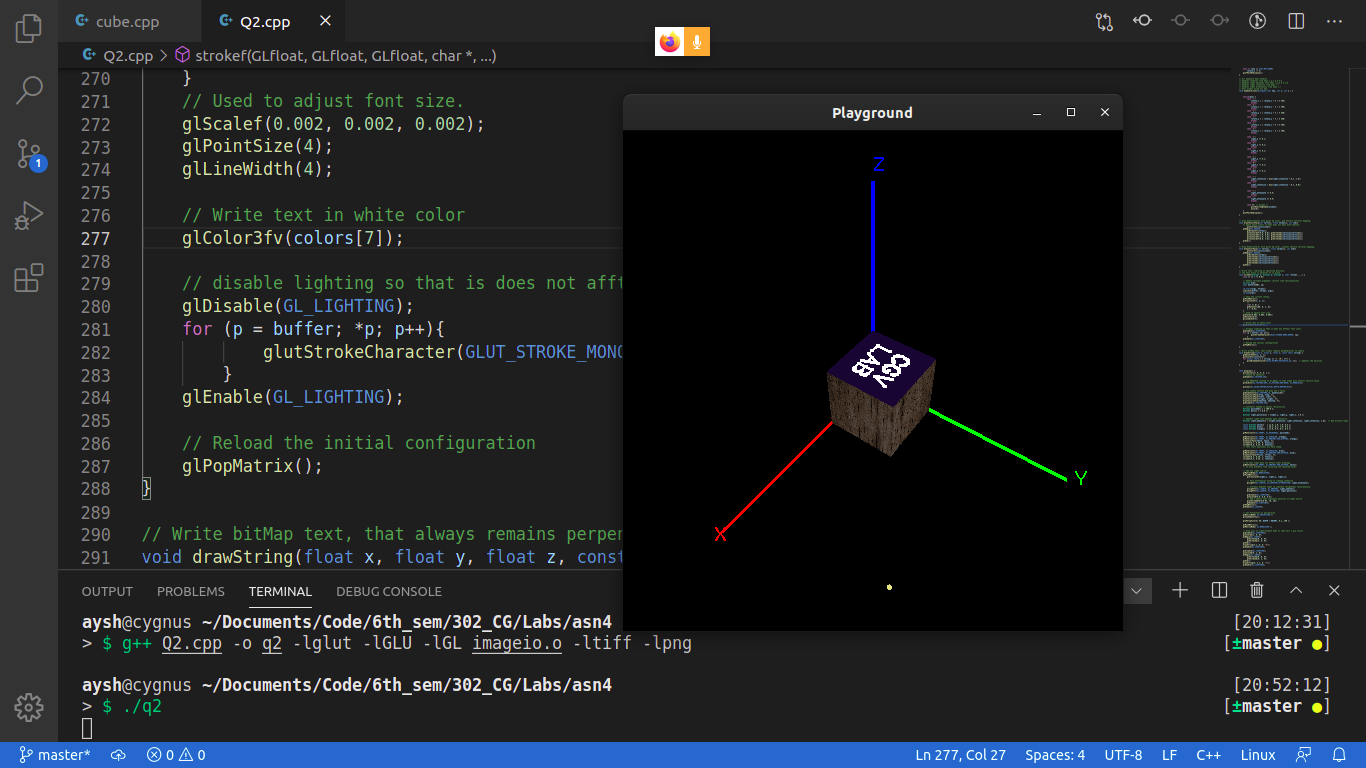 cube.cpp
Q2.cpp
Q2.cpp > strokef(GLfloat, GLfloat, GLfloat, char *, ...)
270 }
271 // Used to adjust font size.
272 glScalef(0.002, 0.002, 0.002);
273 glPointSize(4);
274 glLineWidth(4);
275
276 // Write text in white color
277 glColor3fv(colors[7]);
278
279 // disable lighting so that is does not afft
280 glDisable(GL_LIGHTING);
281 for (p = buffer; *p; p++){
282 glutStrokeCharacter(GLUT_STROKE_MONO
283 }
284 glEnable(GL_LIGHTING);
285
286 // Reload the initial configuration
287 glPopMatrix();
288 }
289
290 // Write bitMap text, that always remains perpen
291 void drawString(float x, float y, float z, const
Playground
Z
CGV
LAB
Y
X
OUTPUT PROBLEMS TERMINAL DEBUG CONSOLE
aysh@cygnus ~/Documents/Code/6th_sem/302_CG/Labs/asn4 [20:12:31]
> $ g++ Q2.cpp -o q2 -lglut -lGLU -lGL imageio.o -ltiff -lpng [±master ●]
aysh@cygnus ~/Documents/Code/6th_sem/302_CG/Labs/asn4 [20:52:12]
> $ ./q2 [±master ●]
1
master* 0 0 Ln 277, Col 27 Spaces: 4 UTF-8 LF C++ Linux